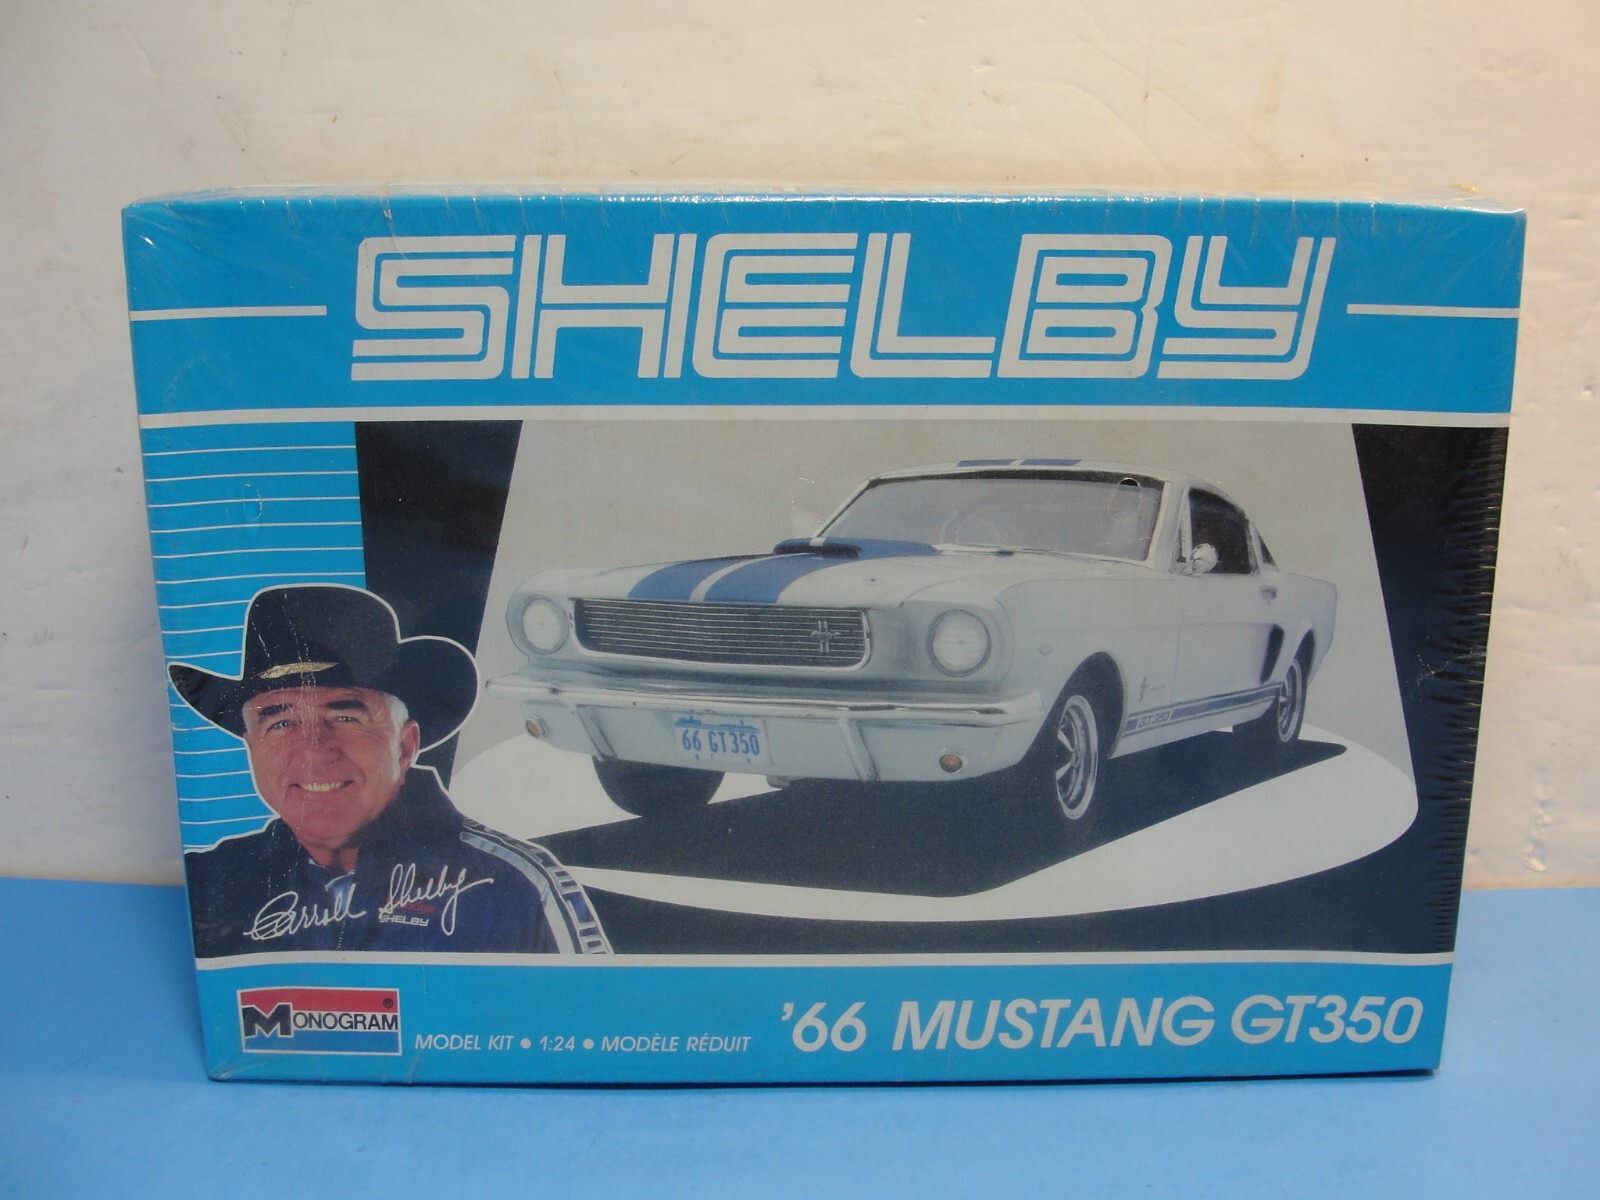 SHELBY
66 GT350
GT350
Carroll Shelby
SHELBY
MONOGRAM ®
MODEL KIT • 1:24 • MODÈLE RÉDUIT
'66 MUSTANG GT350